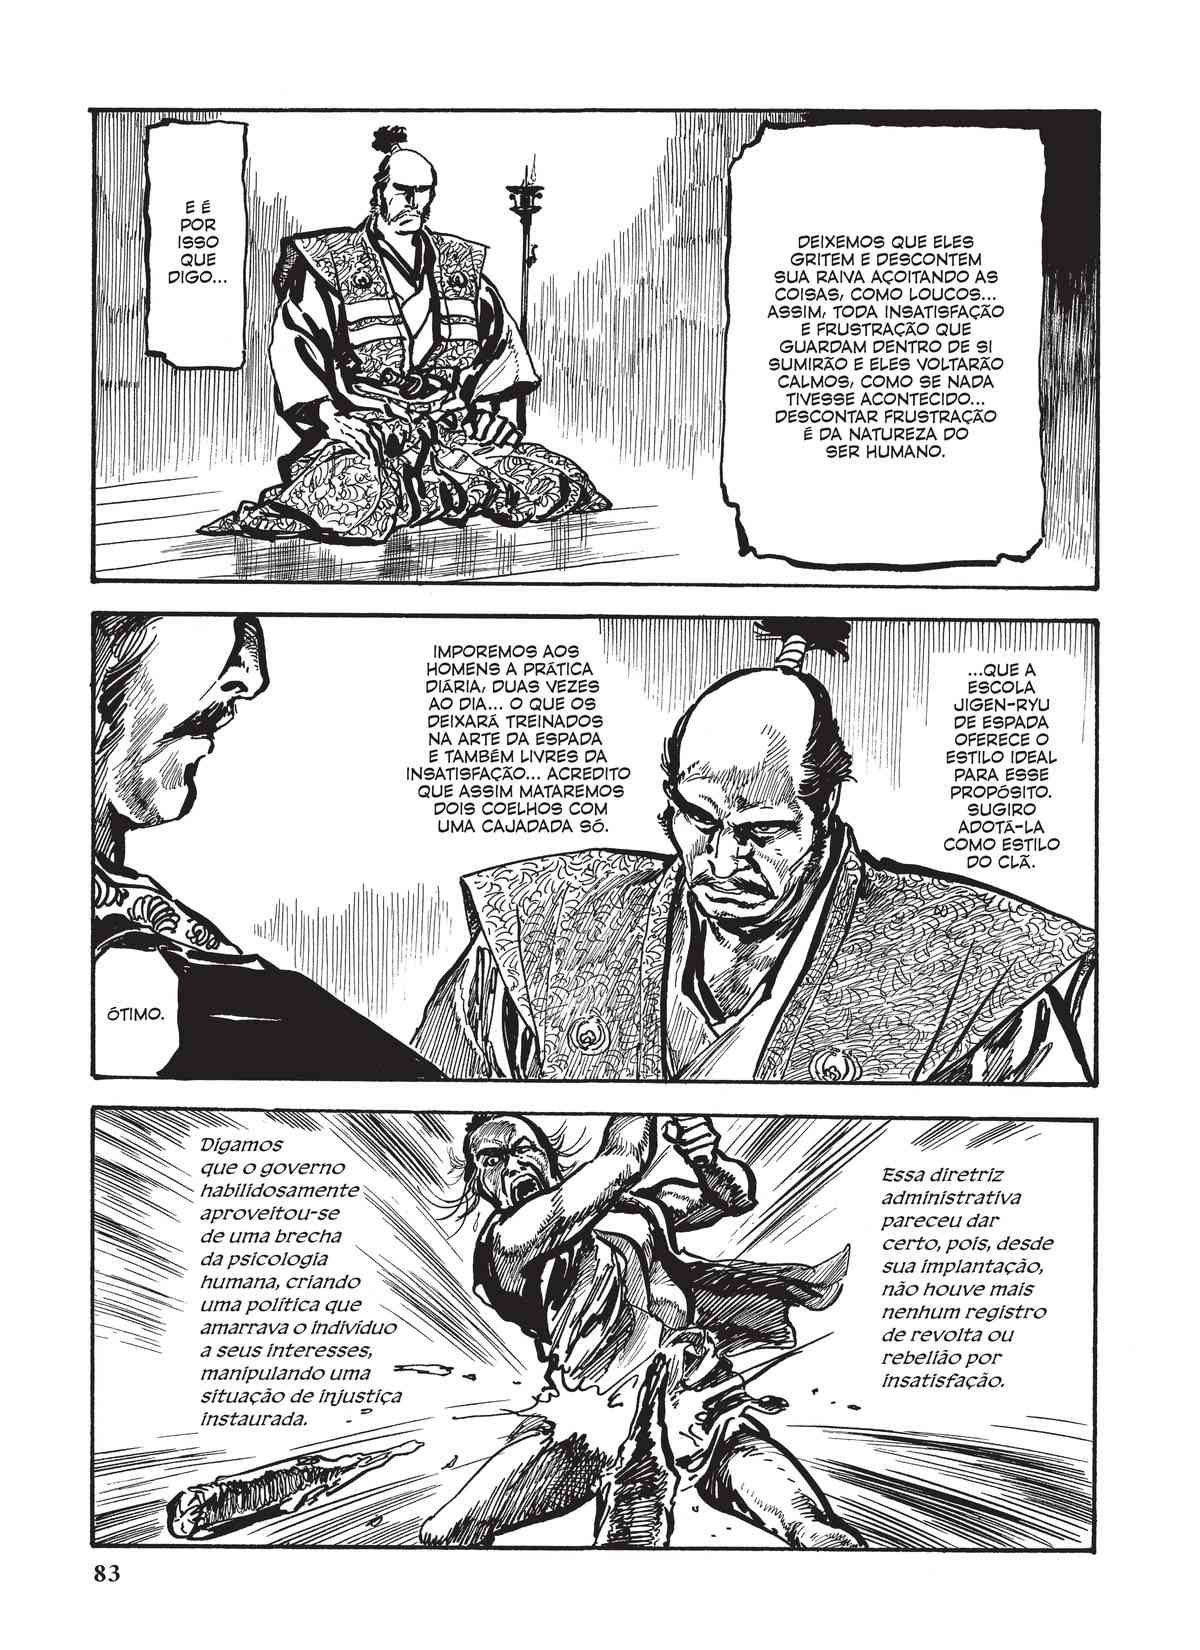 DEIXEMOS QUE ELES
GRITEM E DESCONTEM
SUA RAIVA AÇOITANDO AS
COISAS, COMO LOUCOS...
ASSIM, TODA INSATISFAÇÃO
E FRUSTRAÇÃO QUE
GUARDAM DENTRO DE SI
SUMIRÃO E ELES VOLTARÃO
CALMOS, COMO SE NADA
TIVESSE ACONTECIDO...
DESCONTAR FRUSTRAÇÃO
É DA NATUREZA DO
SER HUMANO.
E É
POR
ISSO
QUE
DIGO...
...QUE A
ESCOLA
JIGEN-RYU
DE ESPADA
OFERECE O
ESTILO IDEAL
PARA ESSE
PROPÓSITO.
SUGIRO
ADOTÁ-LA
COMO ESTILO
DO CLÃ.
IMPOREMOS AOS
HOMENS A PRÁTICA
DIÁRIA, DUAS VEZES
AO DIA... O QUE OS
DEIXARÁ TREINADOS
NA ARTE DA ESPADA
E TAMBÉM LIVRES DA
INSATISFAÇÃO... ACREDITO
QUE ASSIM MATAREMOS
DOIS COELHOS COM
UMA CAJADADA SÓ.
ÓTIMO.
Essa diretriz
administrativa
pareceu dar
certo, pois, desde
sua implantação,
não houve mais
nenhum registro
de revolta ou
rebelião por
insatisfação.
Digamos
que o governo
habilidosamente
aproveitou-se
de uma brecha
da psicologia
humana, criando
uma política que
amarrava o indivíduo
a seus interesses,
manipulando uma
situação de injustiça
instaurada.
83